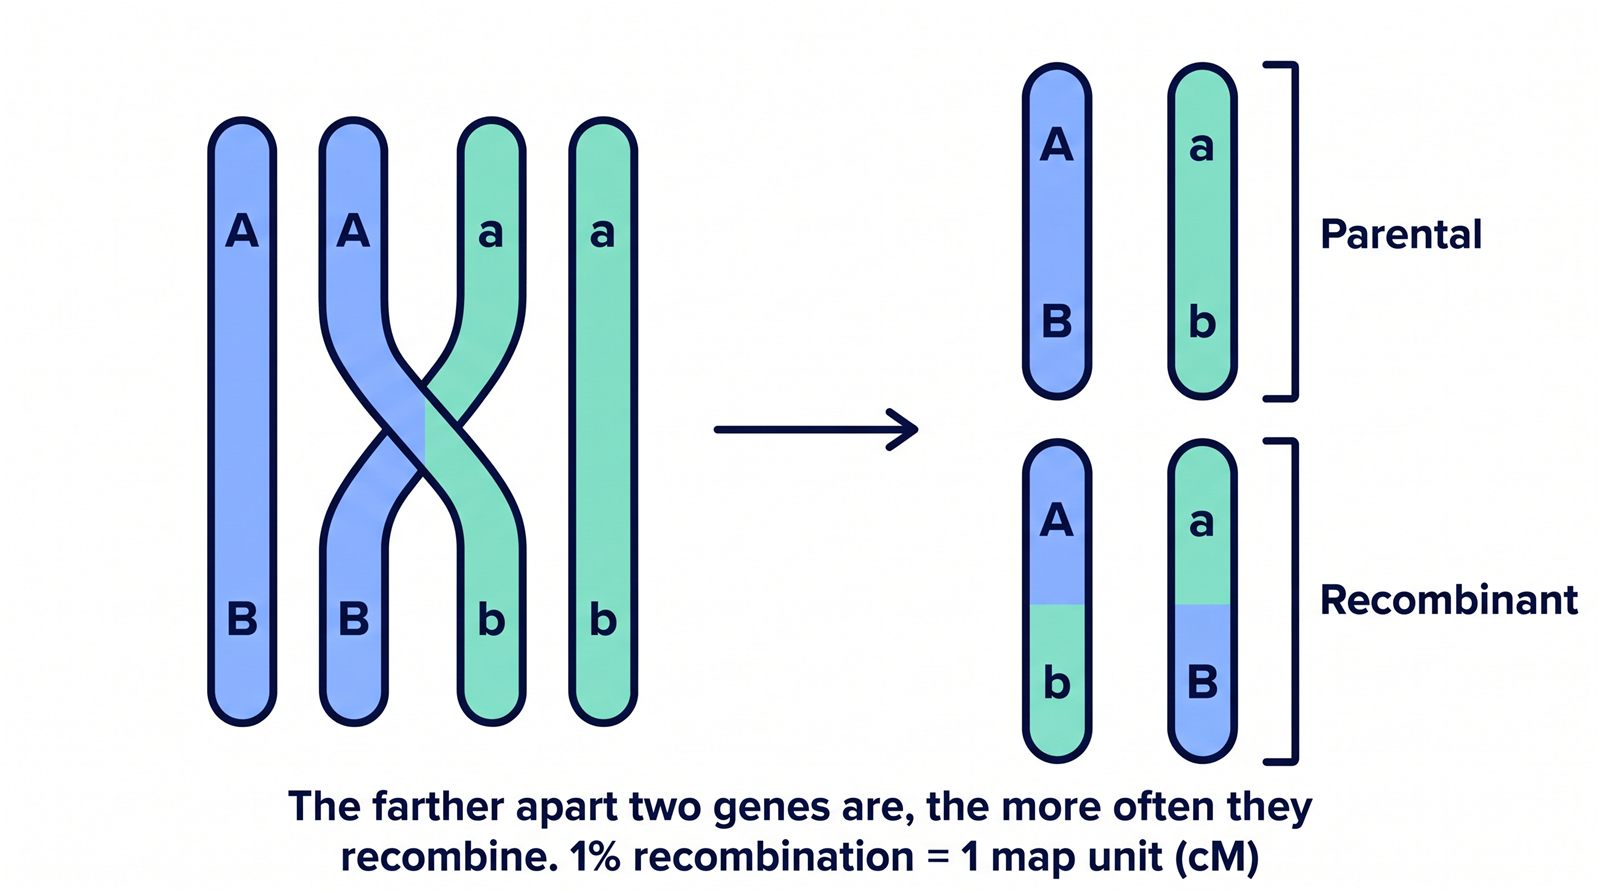 A A a a
B B b b
A a
B b
Parental
A a
b B
Recombinant
The farther apart two genes are, the more often they
recombine. 1% recombination = 1 map unit (cM)